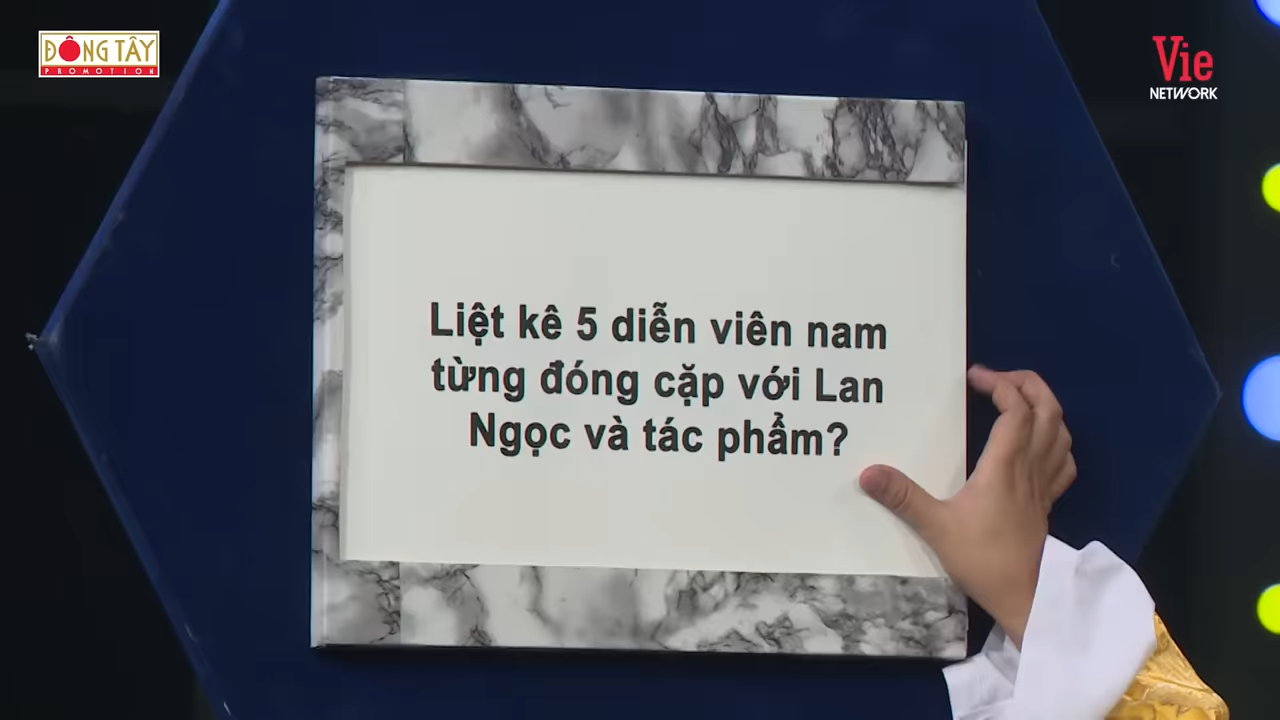 ĐÔNG TÂY
PROMOTION
Vie
NETWORK
Liệt kê 5 diễn viên nam
từng đóng cặp với Lan
Ngọc và tác phẩm?